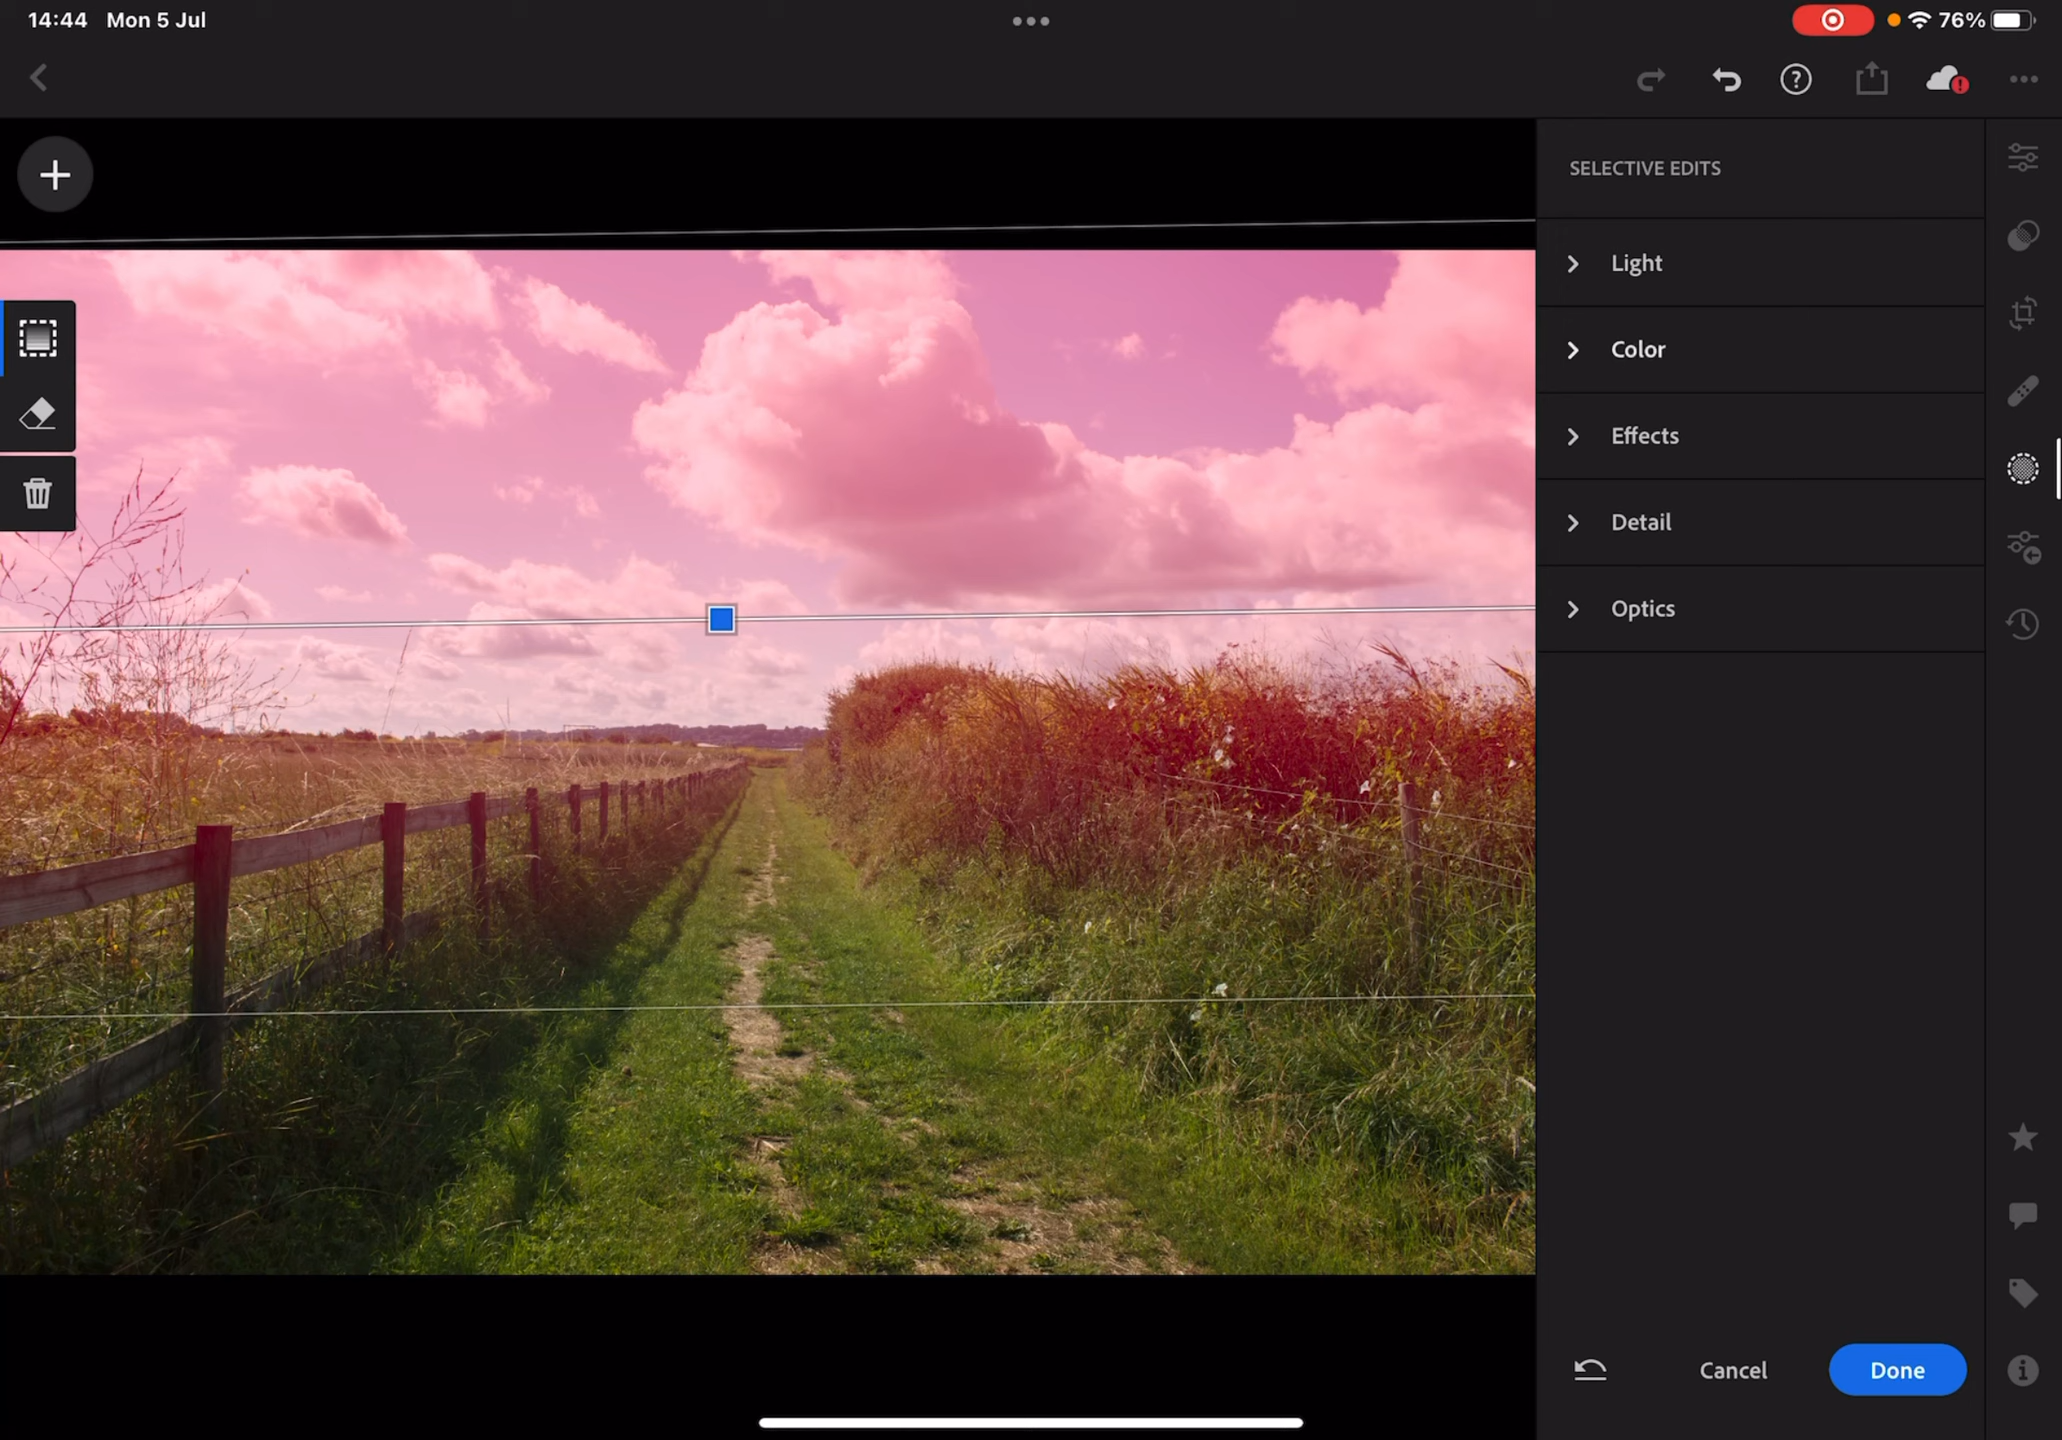 14:44 Mon 5 Jul
76%
SELECTIVE EDITS
Light
Color
Effects
Detail
Optics
Cancel
Done